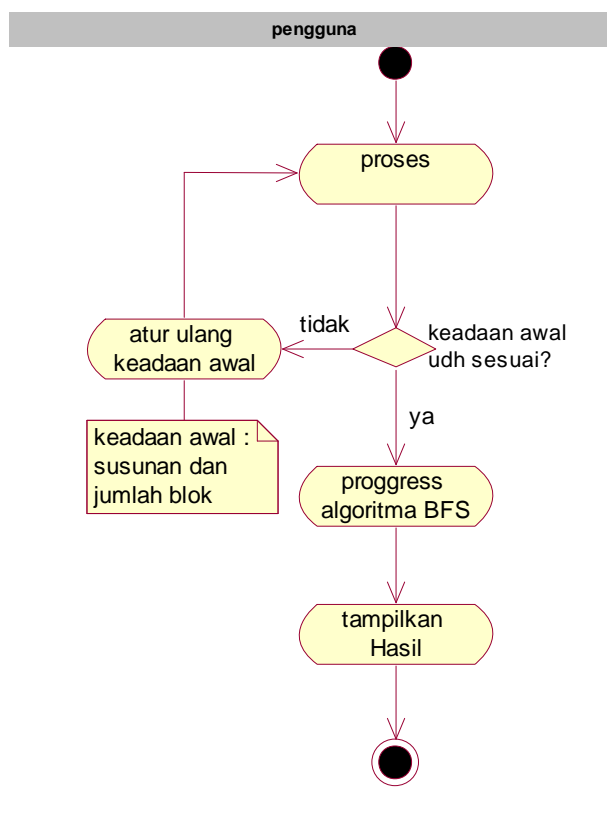 pengguna
proses
tidak
keadaan awal
udh sesuai?
atur ulang
keadaan awal
ya
keadaan awal :
susunan dan
jumlah blok
proggress
algoritma BFS
tampilkan
Hasil